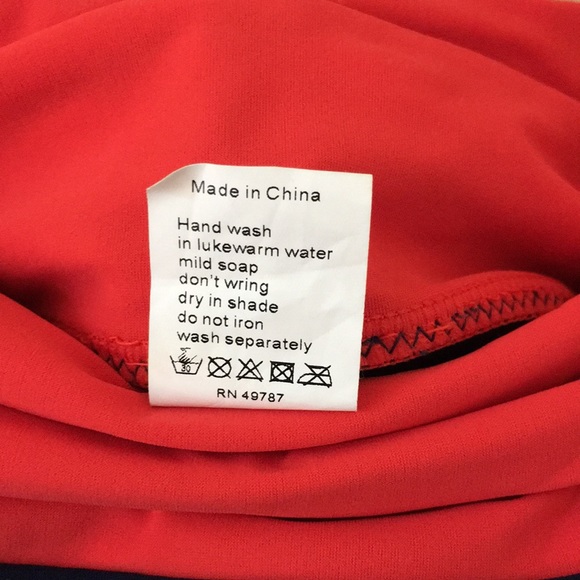 Made in China
Hand wash
in lukewarm water
mild soap
don't wring
dry in shade
do not iron
wash separately
30
RN 49787